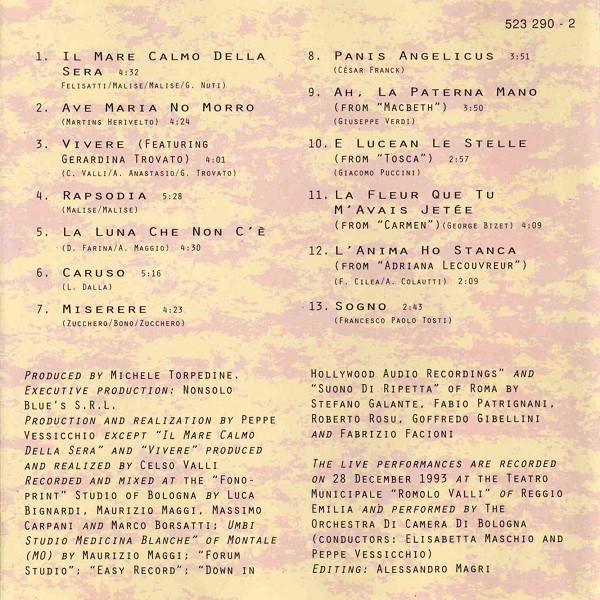 523 290 - 2
1. Il Mare Calmo Della
Sera 4:32
Felisatti/Malise/Malise/G. Nuti)
2. Ave Maria No Morro
(Martins Herivelto) 4:24
3. Vivere (Featuring
Gerardina Trovato) 4:01
(C. Valli/A. Anastasio/G. Trovato)
4. Rapsodia 5:28
(Malise/Malise)
5. La Luna Che Non C'È
(D. Farina/A. Maggio) 4:30
6. Caruso 5:16
(L. Dalla)
7. Miserere 4:23
(Zucchero/Bono/Zucchero)
8. Panis Angelicus 3:51
(César Franck)
9. Ah, La Paterna Mano
(from "Macbeth") 3:50
(Giuseppe Verdi)
10. E Lucean Le Stelle
(from "Tosca") 2:57
(Giacomo Puccini)
11. La Fleur Que Tu
M'Avais Jetée
(from "Carmen")(George Bizet) 4:09
12. L'Anima Ho Stanca
(from "Adriana Lecouvreur")
(F. Cilea/A. Colautti) 2:09
13. Sogno 2:43
(Francesco Paolo Tosti)
Produced by Michele Torpedine.
Executive production: Nonsolo
Blue's S.R.L.
Production and realization by Peppe
Vessicchio except "Il Mare Calmo
Della Sera" and "Vivere" produced
and realized by Celso Valli
Recorded and mixed at the "Fono-
print" Studio of Bologna by Luca
Bignardi, Maurizio Maggi, Massimo
Carpani and Marco Borsatti; Umbi
Studio Medicina Blanche" of Montale
(MO) by Maurizio Maggi; "Forum
Studio"; "Easy Record"; "Down in
Hollywood Audio Recordings" and
"Suono Di Ripetta" of Roma by
Stefano Galante, Fabio Patrignani,
Roberto Rosu, Goffredo Gibellini
and Fabrizio Facioni
The live performances are recorded
on 28 December 1993 at the Teatro
Municipale "Romolo Valli" of Reggio
Emilia and performed by The
Orchestra Di Camera Di Bologna
(conductors: Elisabetta Maschio and
Peppe Vessicchio)
Editing: Alessandro Magri